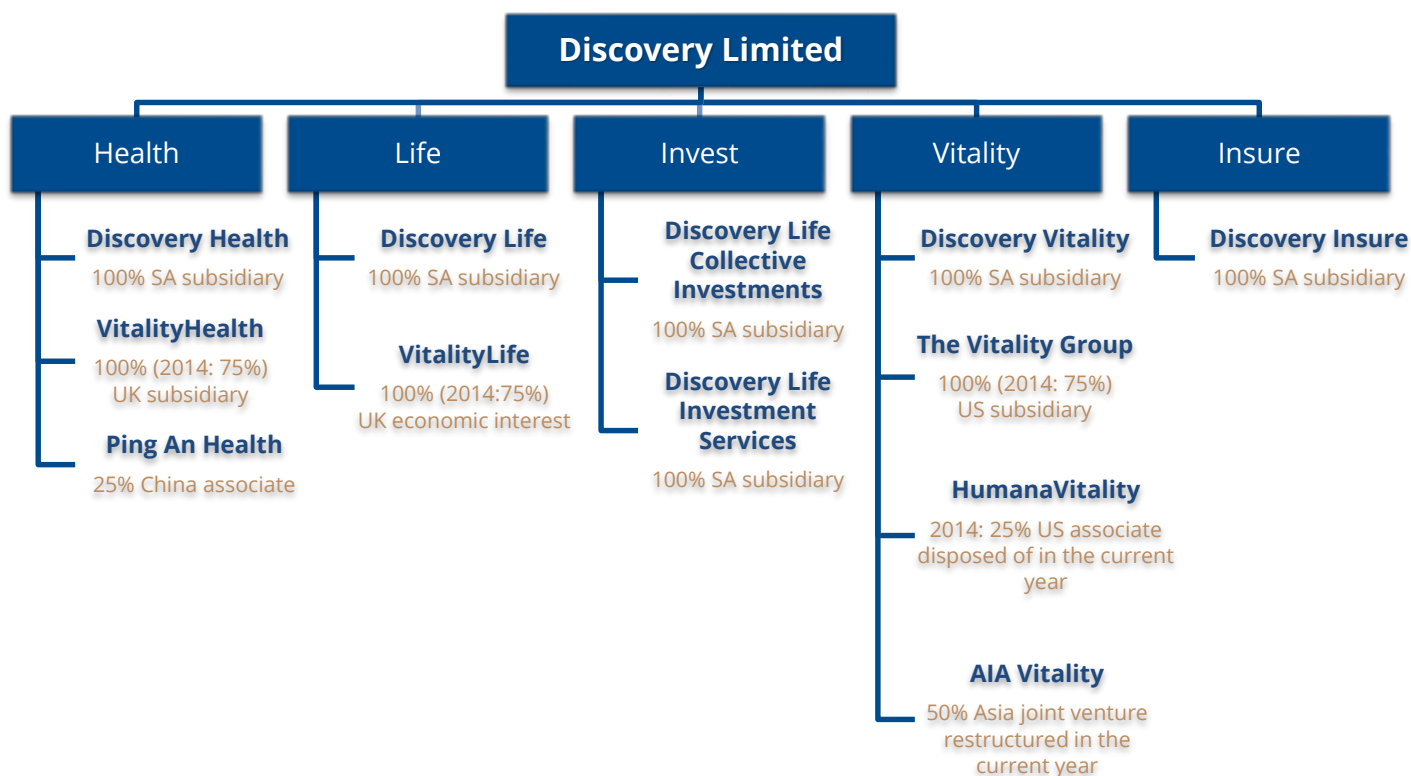 Discovery Limited
Health
Life
Invest
Vitality
Insure
Discovery Health
100% SA subsidiary
VitalityHealth
100% (2014: 75%)
UK subsidiary
Ping An Health
25% China associate
Discovery Life
100% SA subsidiary
VitalityLife
100% (2014:75%)
UK economic interest
Discovery Life
Collective
Investments
100% SA subsidiary
Discovery Life
Investment
Services
100% SA subsidiary
Discovery Vitality
100% SA subsidiary
The Vitality Group
100% (2014: 75%)
US subsidiary
HumanaVitality
2014: 25% US associate
disposed of in the current
year
AIA Vitality
50% Asia joint venture
restructured in the
current year
Discovery Insure
100% SA subsidiary